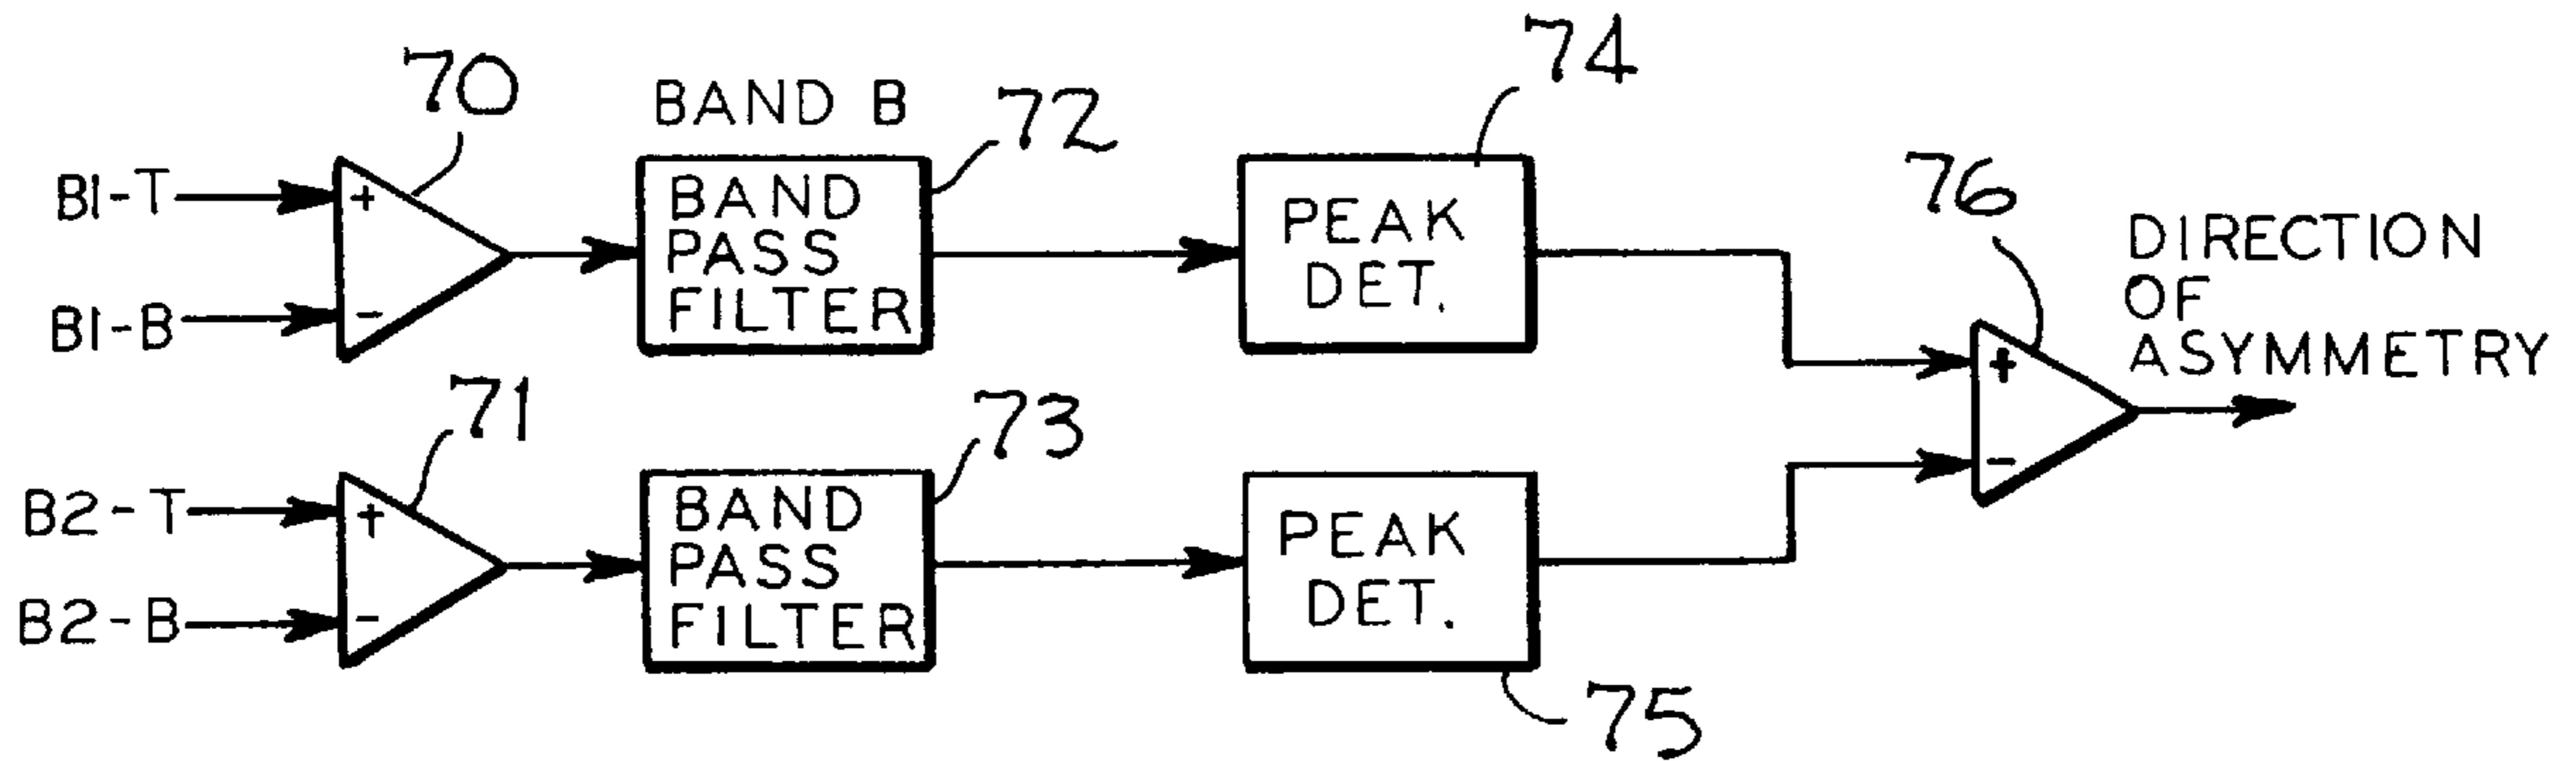 70
BAND B
72
74
B1-T
+
BAND
PASS
FILTER
PEAK
DET.
B1-B
-
76
DIRECTION
OF
ASYMMETRY
+
-
71
73
B2-T
+
BAND
PASS
FILTER
PEAK
DET.
B2-B
-
75